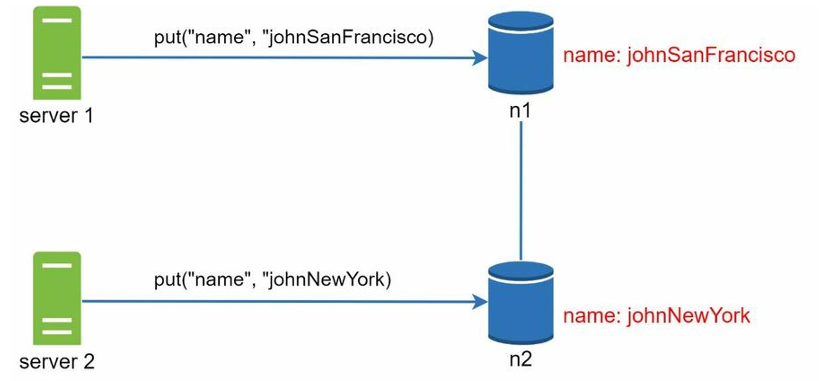 put("name", "johnSanFrancisco)
name: johnSanFrancisco
server 1
n1
put("name", "johnNewYork)
name: johnNewYork
server 2
n2